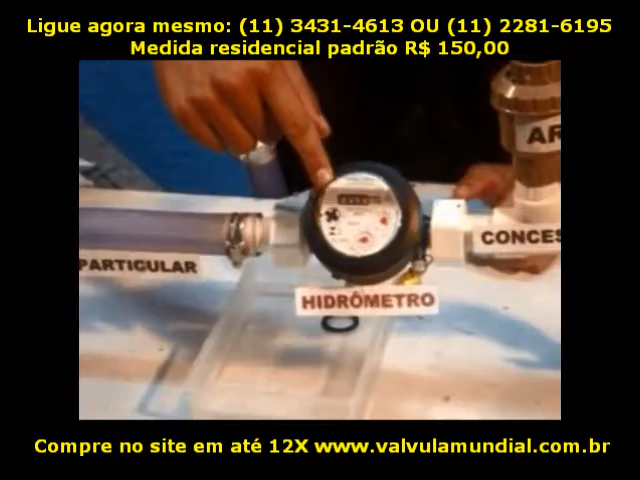 Ligue agora mesmo: (11) 3431-4613 OU (11) 2281-6195
Medida residencial padrão R$ 150,00
AR
CONCES
PARTICULAR
HIDRÔMETRO
Compre no site em até 12X www.valvulamundial.com.br